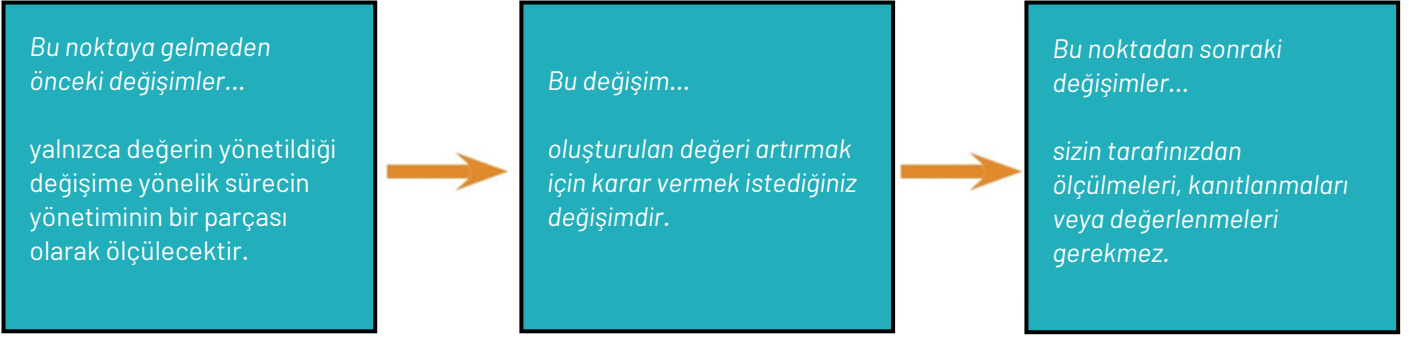 Bu noktaya gelmeden
önceki değişimler...
yalnızca değerin yönetildiği
değişime yönelik sürecin
yönetiminin bir parçası
olarak ölçülecektir.
Bu değişim...
oluşturulan değeri artırmak
için karar vermek istediğiniz
değişimdir.
Bu noktadan sonraki
değişimler...
sizin tarafınızdan
ölçülmeleri, kanıtlanmaları
veya değerlenmeleri
gerekmez.